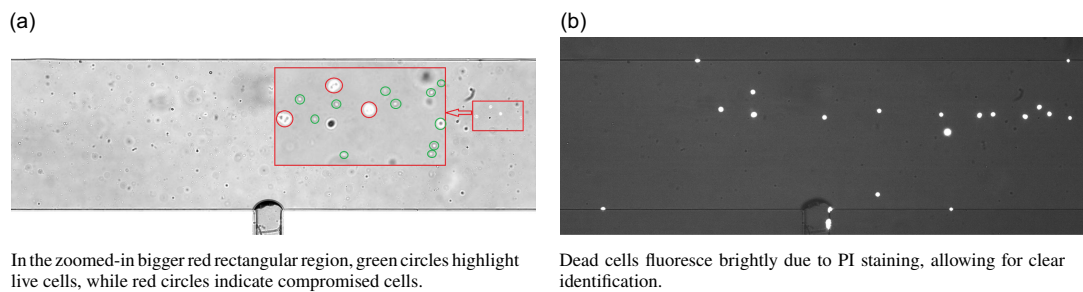 (a)
(b)
In the zoomed-in bigger red rectangular region, green circles highlight
live cells, while red circles indicate compromised cells.
Dead cells fluoresce brightly due to PI staining, allowing for clear
identification.